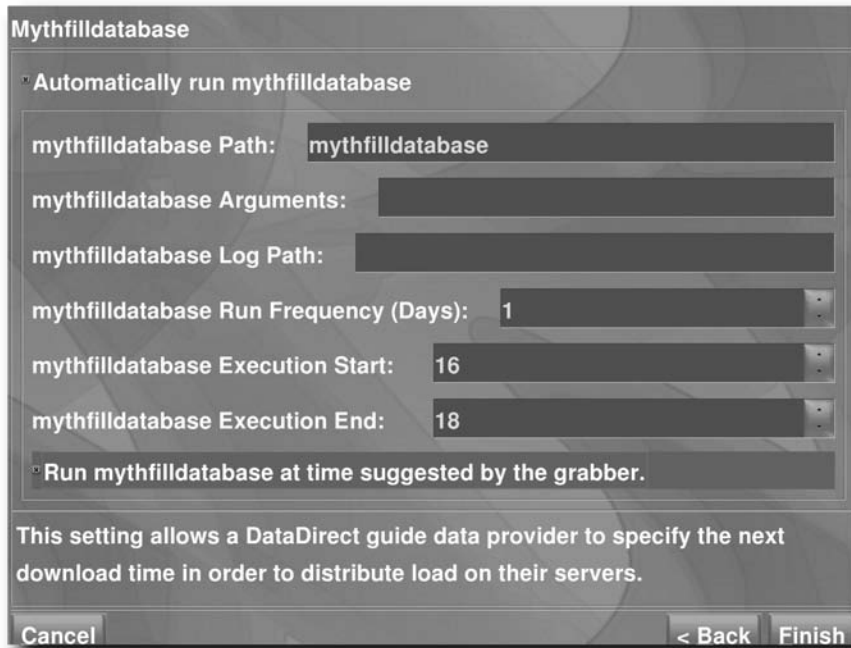 Mythfilldatabase
Automatically run mythfilldatabase
mythfilldatabase Path: mythfilldatabase
mythfilldatabase Arguments:
mythfilldatabase Log Path:
mythfilldatabase Run Frequency (Days): 1
mythfilldatabase Execution Start: 16
mythfilldatabase Execution End: 18
Run mythfilldatabase at time suggested by the grabber.
This setting allows a DataDirect guide data provider to specify the next
download time in order to distribute load on their servers.
Cancel < Back Finish